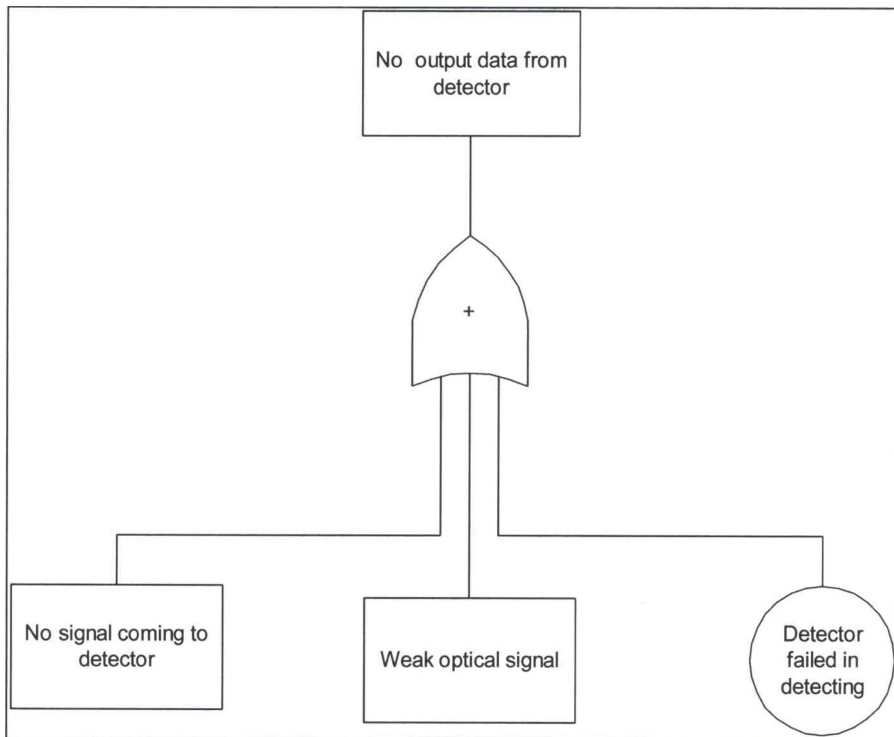 No output data from
detector
+
No signal coming to
detector
Weak optical signal
Detector
failed in
detecting